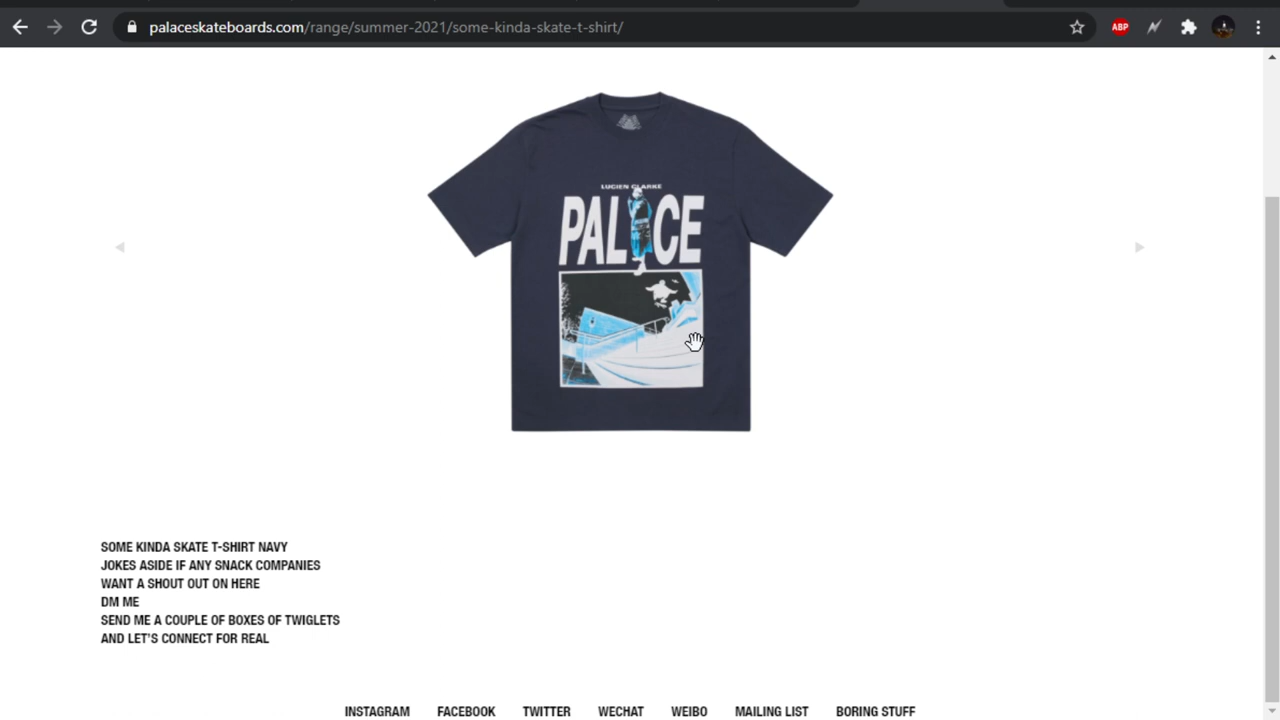 palaceskateboards.com/range/summer-2021/some-kinda-skate-t-shirt/
ABP
LUCIEN CLARKE
PALACE
SOME KINDA SKATE T-SHIRT NAVY
JOKES ASIDE IF ANY SNACK COMPANIES
WANT A SHOUT OUT ON HERE
DM ME
SEND ME A COUPLE OF BOXES OF TWIGLETS
AND LET'S CONNECT FOR REAL
INSTAGRAM FACEBOOK TWITTER WECHAT WEIBO MAILING LIST BORING STUFF